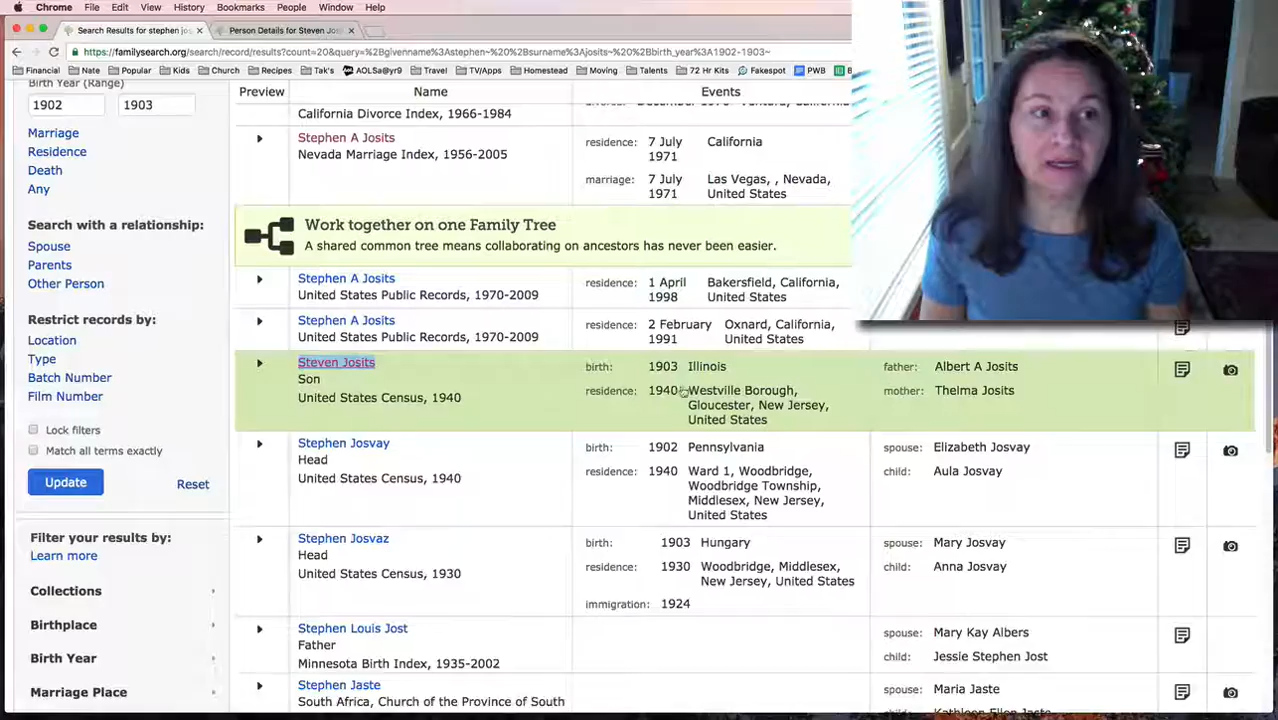 Chrome File Edit View History Bookmarks People Window Help
Search Results for stephen jos × Person Details for Steven Josi ×
https://familysearch.org/search/record/results?count=20&query=%2Bgivenname%3Astephen~%20%2Bsurname%3Ajosits~%20%2Bbirth_year%3A1902-1903~
Financial Nate Popular Kids Church Recipes Tak's AOLSa@yr9 Travel TV/Apps Homestead Moving Talents 72 Hr Kits Fakespot PWB
Birth Year (Range)
1902 1903
Marriage
Residence
Death
Any
Search with a relationship:
Spouse
Parents
Other Person
Restrict records by:
Location
Type
Batch Number
Film Number
Lock filters
Match all terms exactly
Update Reset
Filter your results by:
Learn more
Collections
Birthplace
Birth Year
Marriage Place
Preview Name Events
California Divorce Index, 1966-1984
Stephen A Josits
Nevada Marriage Index, 1956-2005
residence: 7 July 1971 California
marriage: 7 July 1971 Las Vegas, , Nevada, United States
Work together on one Family Tree
A shared common tree means collaborating on ancestors has never been easier.
Stephen A Josits
United States Public Records, 1970-2009
residence: 1 April 1998 Bakersfield, California, United States
Stephen A Josits
United States Public Records, 1970-2009
residence: 2 February 1991 Oxnard, California, United States
Steven Josits
Son
United States Census, 1940
birth: 1903 Illinois
residence: 1940 Westville Borough, Gloucester, New Jersey, United States
father: Albert A Josits
mother: Thelma Josits
Stephen Josvay
Head
United States Census, 1940
birth: 1902 Pennsylvania
residence: 1940 Ward 1, Woodbridge, Woodbridge Township, Middlesex, New Jersey, United States
spouse: Elizabeth Josvay
child: Aula Josvay
Stephen Josvaz
Head
United States Census, 1930
birth: 1903 Hungary
residence: 1930 Woodbridge, Middlesex, New Jersey, United States
immigration: 1924
spouse: Mary Josvay
child: Anna Josvay
Stephen Louis Jost
Father
Minnesota Birth Index, 1935-2002
spouse: Mary Kay Albers
child: Jessie Stephen Jost
Stephen Jaste
South Africa, Church of the Province of South
spouse: Maria Jaste
child: Kathleen Ellen Jaste